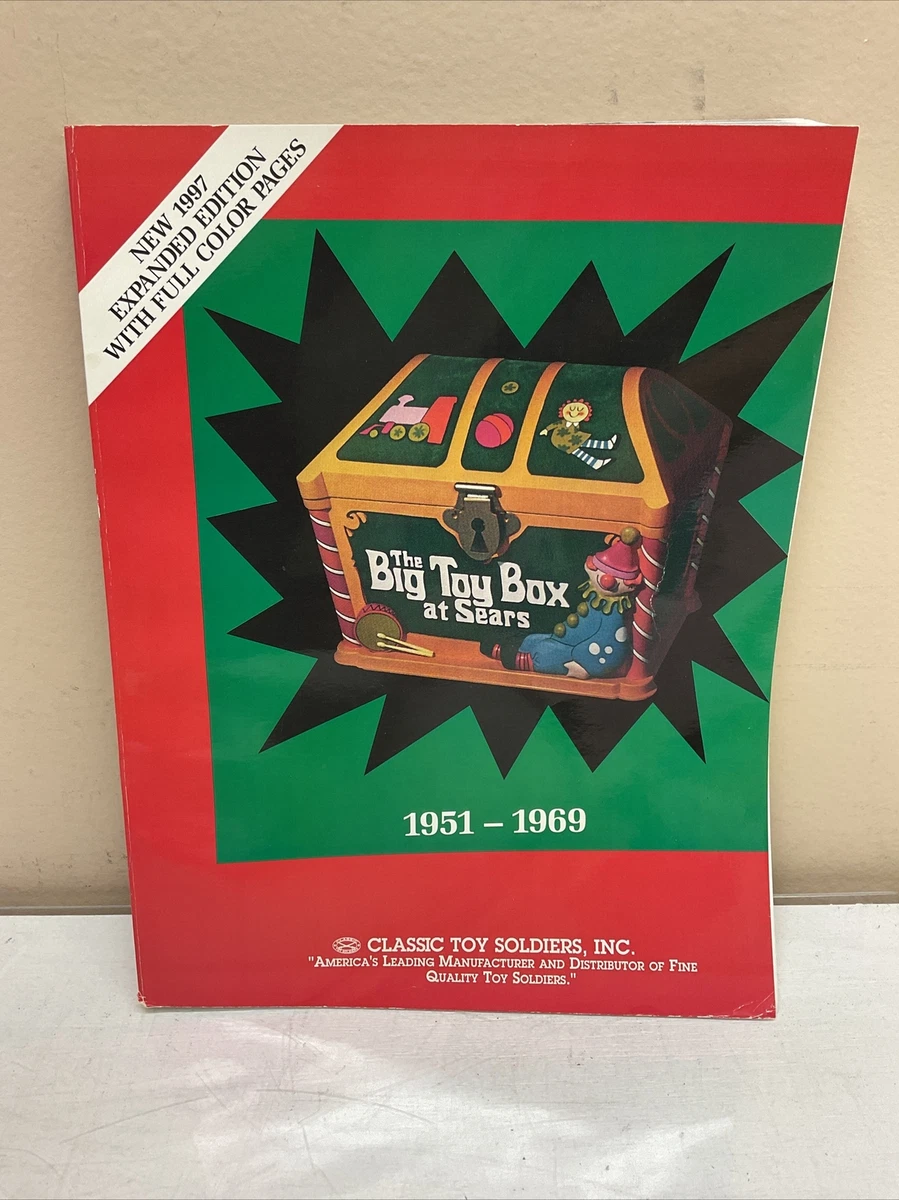 NEW 1997
EXPANDED EDITION
WITH FULL COLOR PAGES
The
Big Toy Box
at Sears
1951 – 1969
CLASSIC TOY SOLDIERS, INC.
"AMERICA'S LEADING MANUFACTURER AND DISTRIBUTOR OF FINE
QUALITY TOY SOLDIERS."